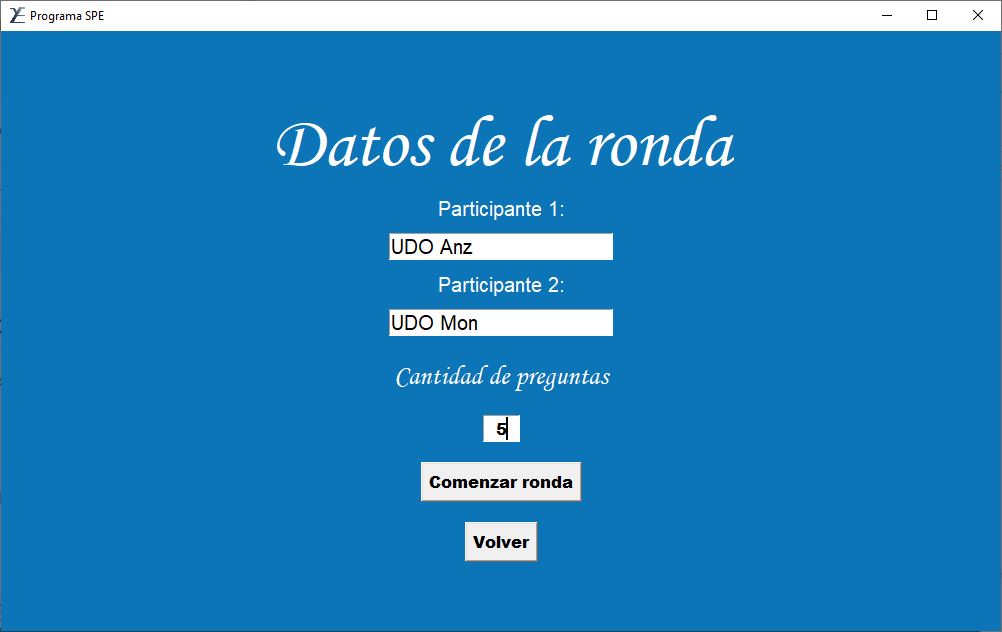 Programa SPE
Datos de la ronda
Participante 1:
UDO Anz
Participante 2:
UDO Mon
Cantidad de preguntas
5
Comenzar ronda
Volver